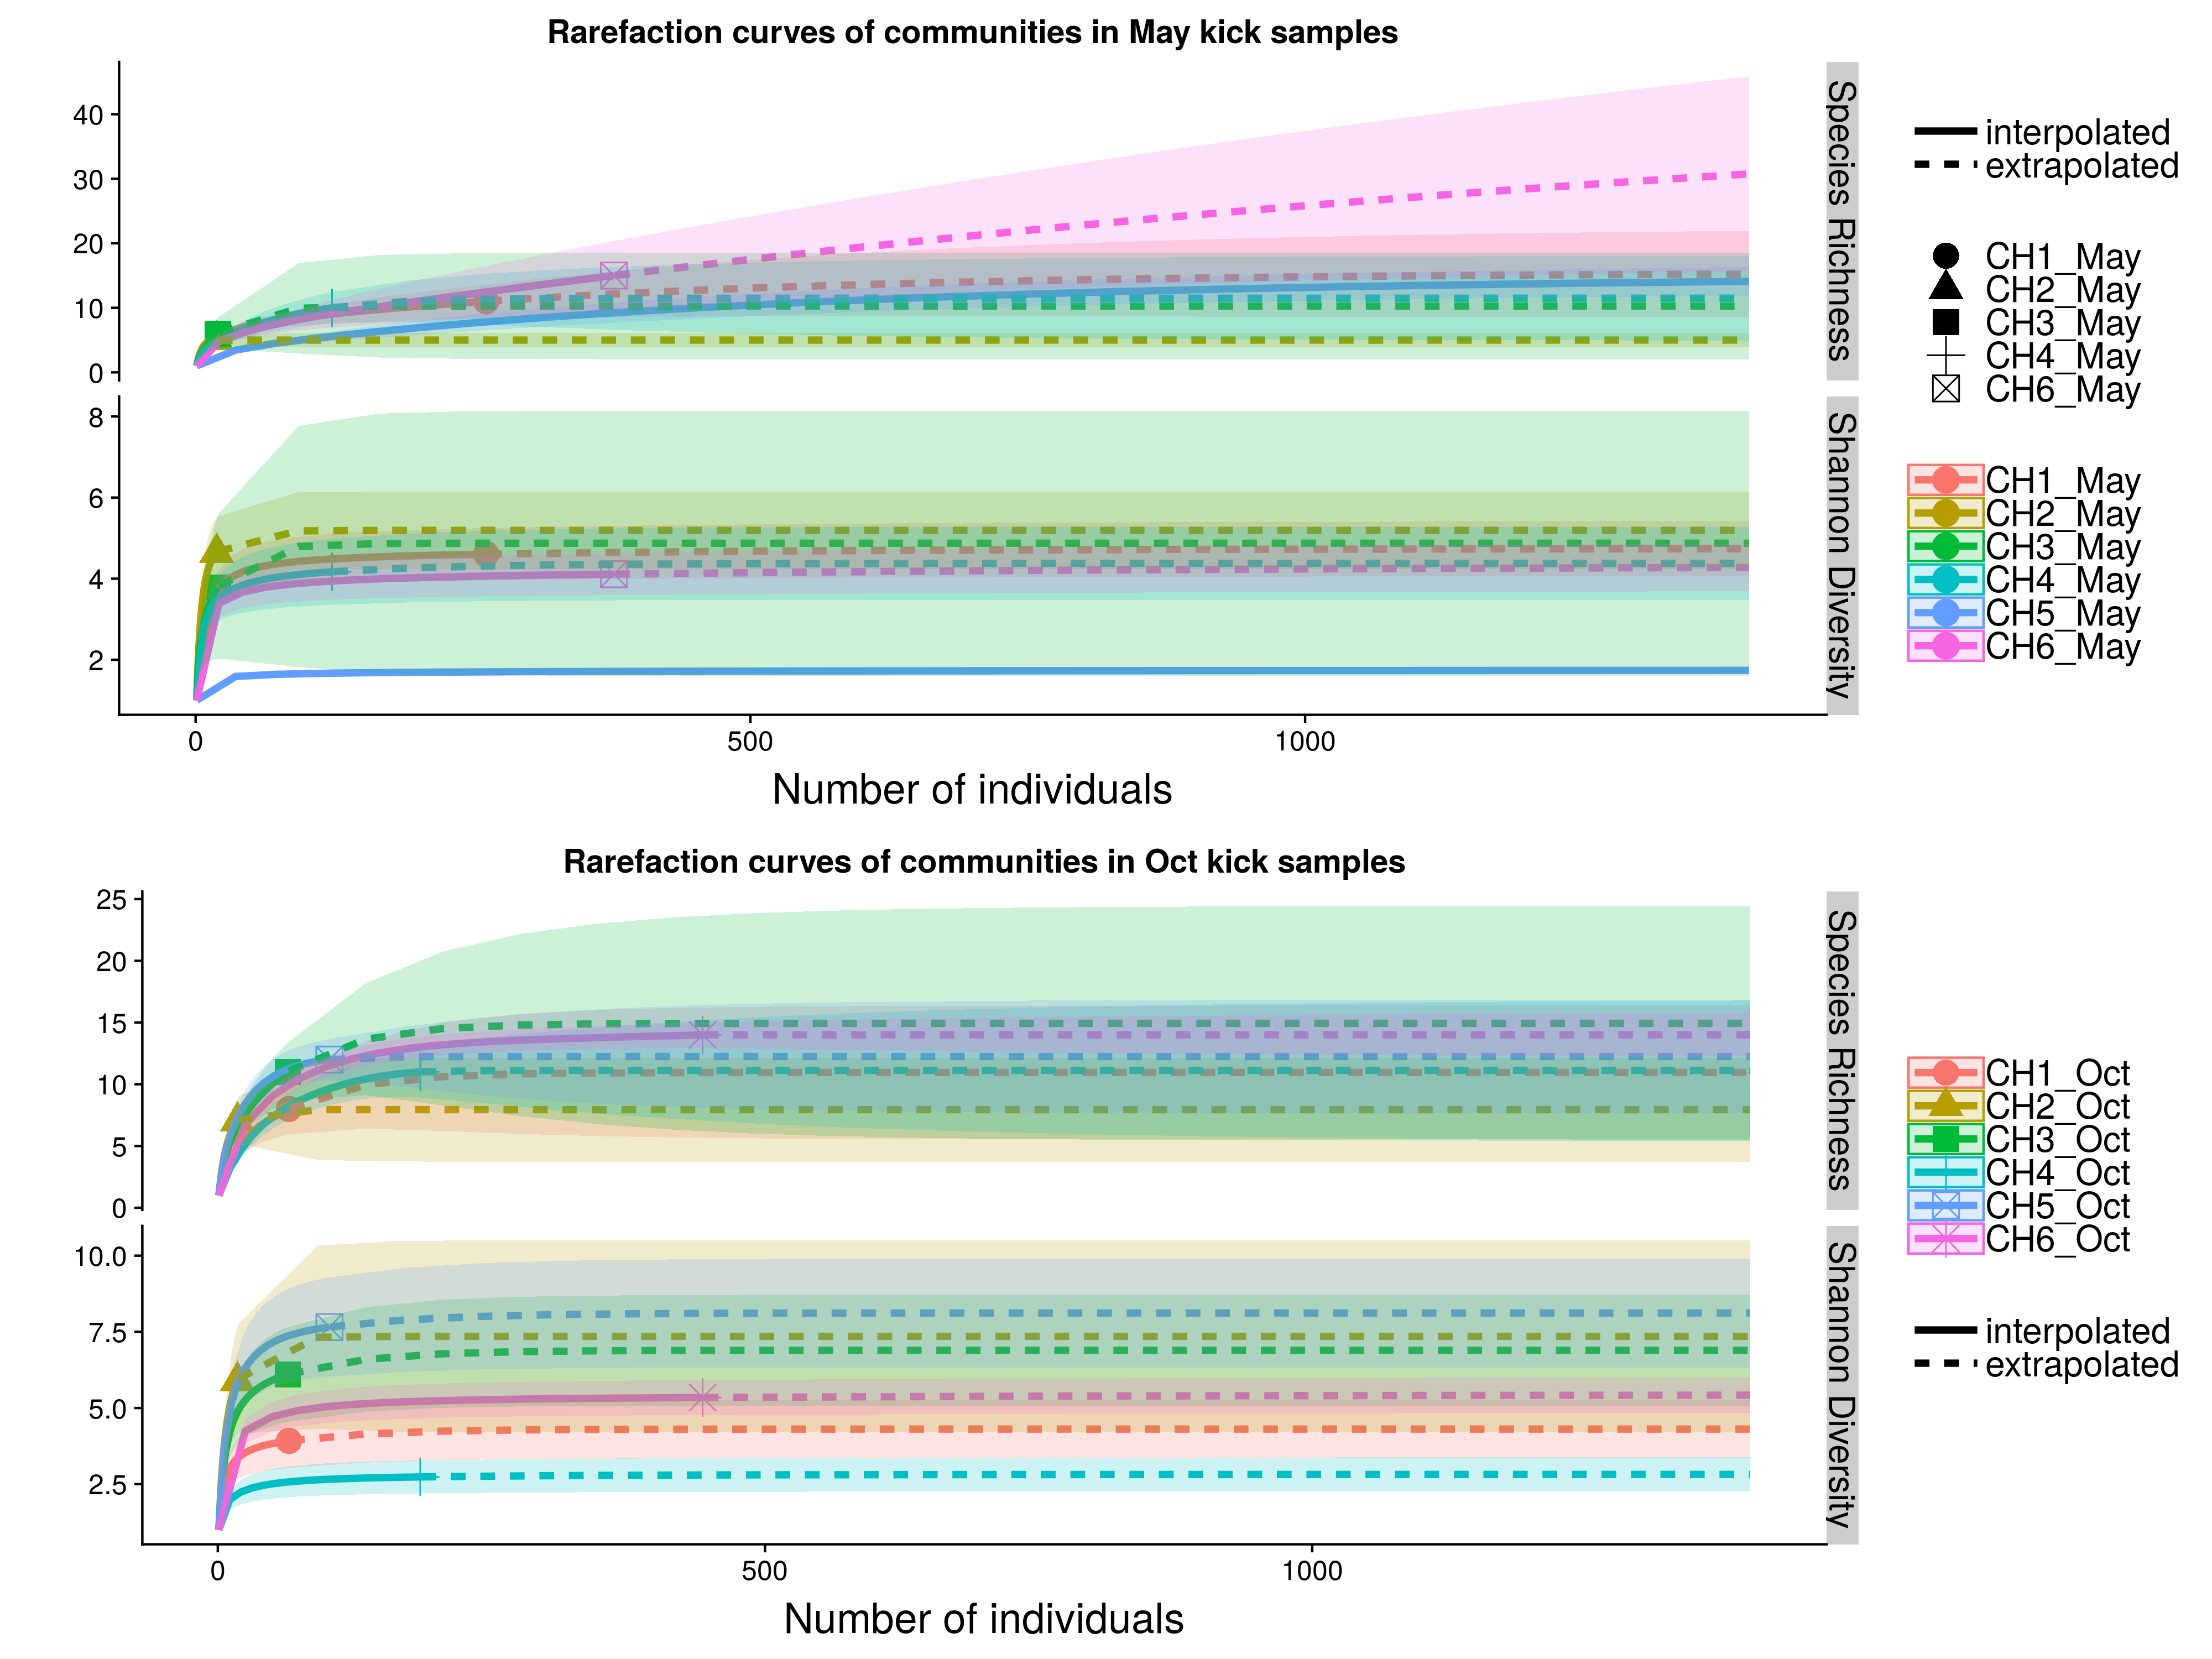 Rarefaction curves of communities in May kick samples
40
30
20
10
0
Species Richness
8
6
4
2
Shannon Diversity
0
500
1000
Number of individuals
interpolated
extrapolated
CH1_May
CH2_May
CH3_May
CH4_May
CH6_May
CH1_May
CH2_May
CH3_May
CH4_May
CH5_May
CH6_May
Rarefaction curves of communities in Oct kick samples
25
20
15
10
5
0
Species Richness
10.0
7.5
5.0
2.5
Shannon Diversity
0
500
1000
Number of individuals
CH1_Oct
CH2_Oct
CH3_Oct
CH4_Oct
CH5_Oct
CH6_Oct
interpolated
extrapolated